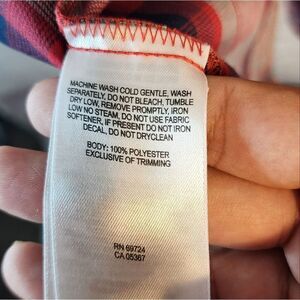 MACHINE WASH COLD GENTLE, WASH
SEPARATELY, DO NOT BLEACH, TUMBLE
DRY LOW, REMOVE PROMPTLY, IRON
LOW NO STEAM, DO NOT USE FABRIC
SOFTENER, IF PRESENT DO NOT IRON
DECAL, DO NOT DRYCLEAN
BODY: 100% POLYESTER
EXCLUSIVE OF TRIMMING
RN 69724
CA 05367